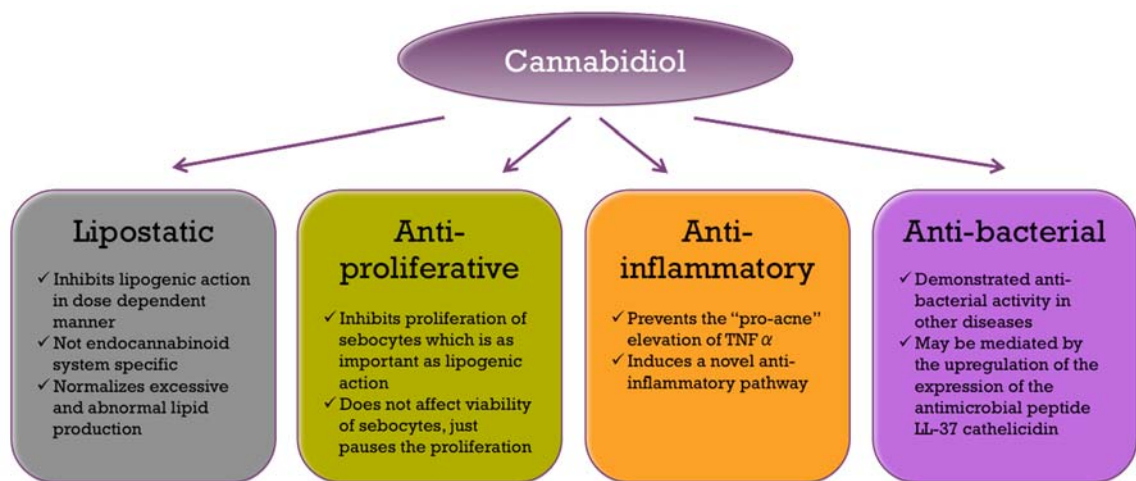 Cannabidiol
Lipostatic
✓ Inhibits lipogenic action
in dose dependent
manner
✓ Not endocannabinoid
system specific
✓ Normalizes excessive
and abnormal lipid
production
Anti-
proliferative
✓ Inhibits proliferation of
sebocytes which is as
important as lipogenic
action
✓ Does not affect viability
of sebocytes, just
pauses the proliferation
Anti-
inflammatory
✓ Prevents the “pro-acne”
elevation of TNF α
✓ Induces a novel anti-
inflammatory pathway
Anti-bacterial
✓ Demonstrated anti-
bacterial activity in
other diseases
✓ May be mediated by
the upregulation of the
expression of the
antimicrobial peptide
LL-37 cathelicidin